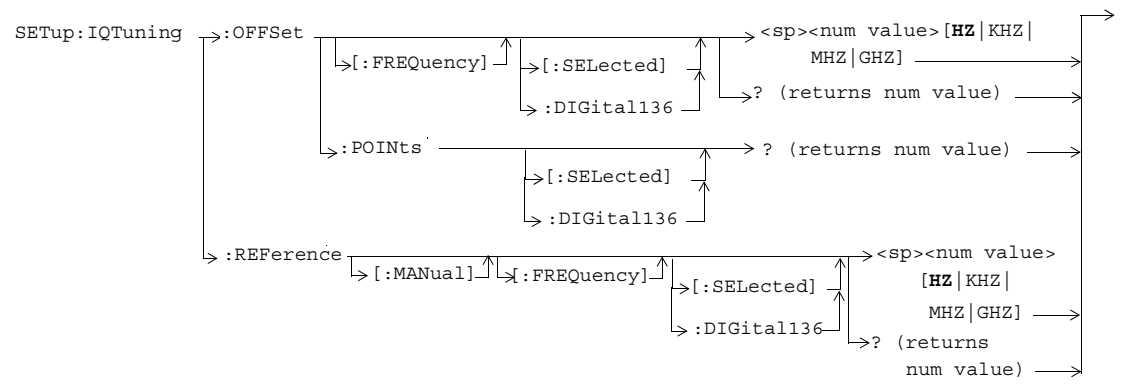 SETup:IQTuning :OFFSet <sp><num value>[HZ|KHZ|
[:FREQuency] [:SELected] MHZ|GHZ]
:DIGital136 ? (returns num value)
:POINts ? (returns num value)
[:SELected]
:DIGital136
:REFerence <sp><num value>
[:MANual] [:FREQuency] [:SELected] [HZ|KHZ|
:DIGital136 MHZ|GHZ]
? (returns
num value)